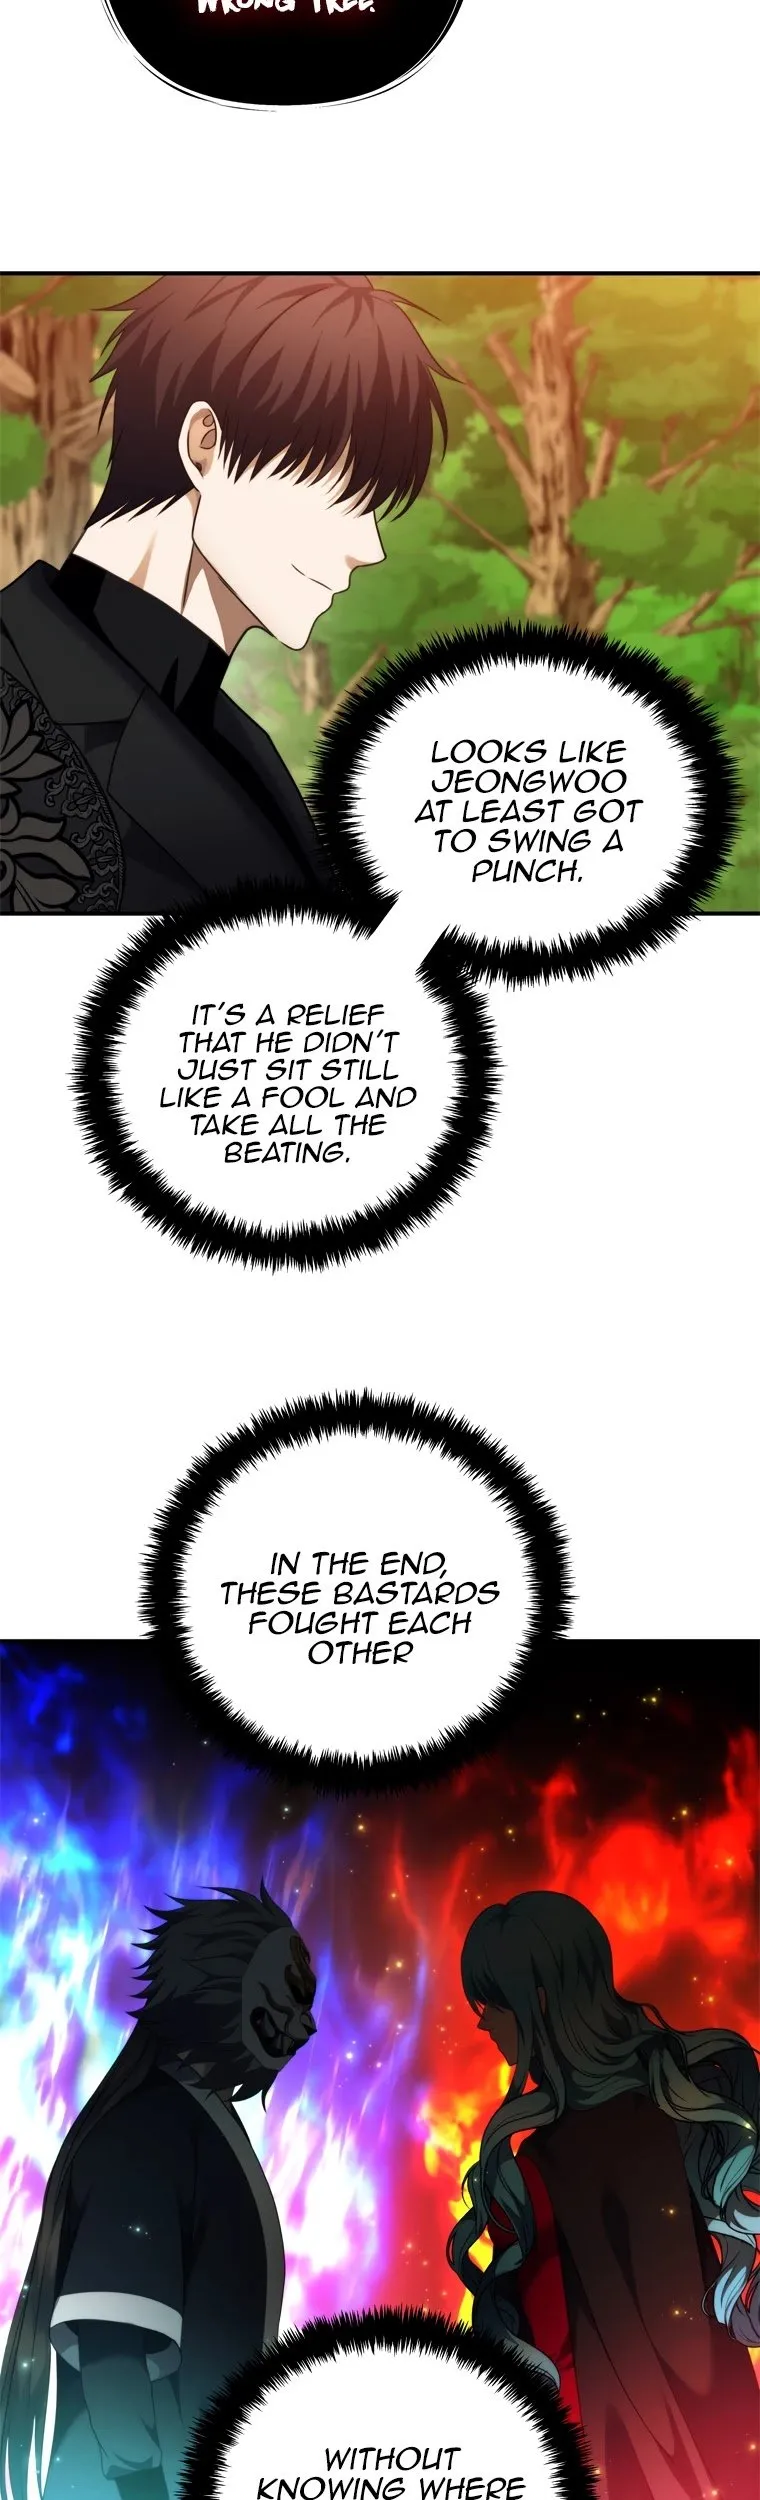 WRONG TREE.
LOOKS LIKE
JEONGWOO
AT LEAST GOT
TO SWING A
PUNCH.
IT'S A RELIEF
THAT HE DIDN'T
JUST SIT STILL
LIKE A FOOL AND
TAKE ALL THE
BEATING.
IN THE END,
THESE BASTARDS
FOUGHT EACH
OTHER
WITHOUT
KNOWING WHERE